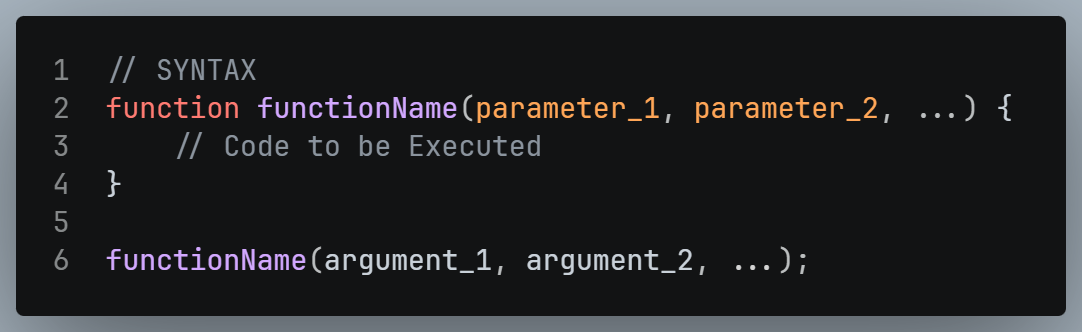 1 // SYNTAX
2 function functionName(parameter_1, parameter_2, ...) {
3     // Code to be Executed
4 }
5
6 functionName(argument_1, argument_2, ...);